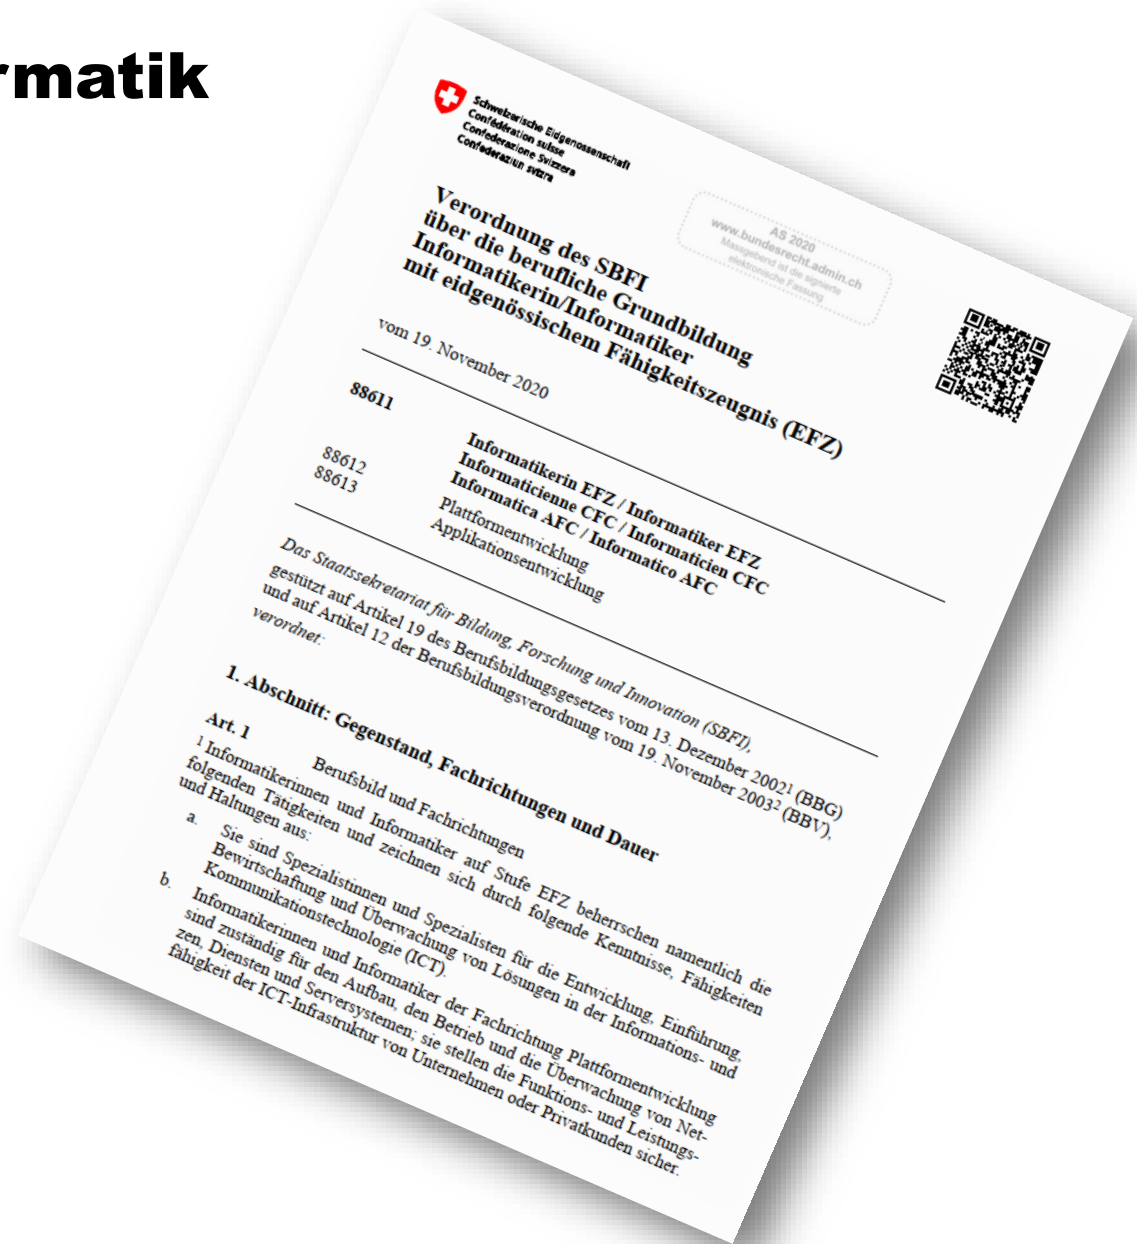 rmatik
Schweizerische Eidgenossenschaft
Confédération suisse
Confederazione Svizzera
Confederaziun svizra
AS 2020
www.bundesrecht.admin.ch
Massgebend ist die signierte
elektronische Fassung
Verordnung des SBFI
über die berufliche Grundbildung
Informatikerin/Informatiker
mit eidgenössischem Fähigkeitszeugnis (EFZ)
vom 19. November 2020
88611
Informatikerin EFZ / Informatiker EFZ
Informaticienne CFC / Informaticien CFC
Informatica AFC / Informatico AFC
88612 Plattformentwicklung
88613 Applikationsentwicklung
Das Staatssekretariat für Bildung, Forschung und Innovation (SBFI),
gestützt auf Artikel 19 des Berufsbildungsgesetzes vom 13. Dezember 2002¹ (BBG)
und auf Artikel 12 der Berufsbildungsverordnung vom 19. November 2003² (BBV),
verordnet:
1. Abschnitt: Gegenstand, Fachrichtungen und Dauer
Art. 1 Berufsbild und Fachrichtungen
¹ Informatikerinnen und Informatiker auf Stufe EFZ beherrschen namentlich die
folgenden Tätigkeiten und zeichnen sich durch folgende Kenntnisse, Fähigkeiten
und Haltungen aus:
a. Sie sind Spezialistinnen und Spezialisten für die Entwicklung, Einführung,
Bewirtschaftung und Überwachung von Lösungen in der Informations- und
Kommunikationstechnologie (ICT).
b. Informatikerinnen und Informatiker der Fachrichtung Plattformentwicklung
sind zuständig für den Aufbau, den Betrieb und die Überwachung von Net-
zen, Diensten und Serversystemen; sie stellen die Funktions- und Leistungs-
fähigkeit der ICT-Infrastruktur von Unternehmen oder Privatkunden sicher.